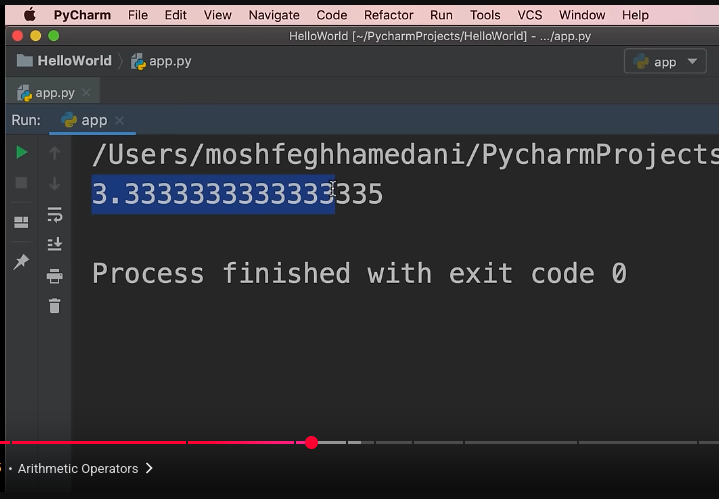 PyCharm File Edit View Navigate Code Refactor Run Tools VCS Window Help
HelloWorld [~/PycharmProjects/HelloWorld] - .../app.py
HelloWorld app.py app
app.py
Run: app
/Users/moshfeghhamedani/PycharmProjects
3.3333333333333335
Process finished with exit code 0
• Arithmetic Operators